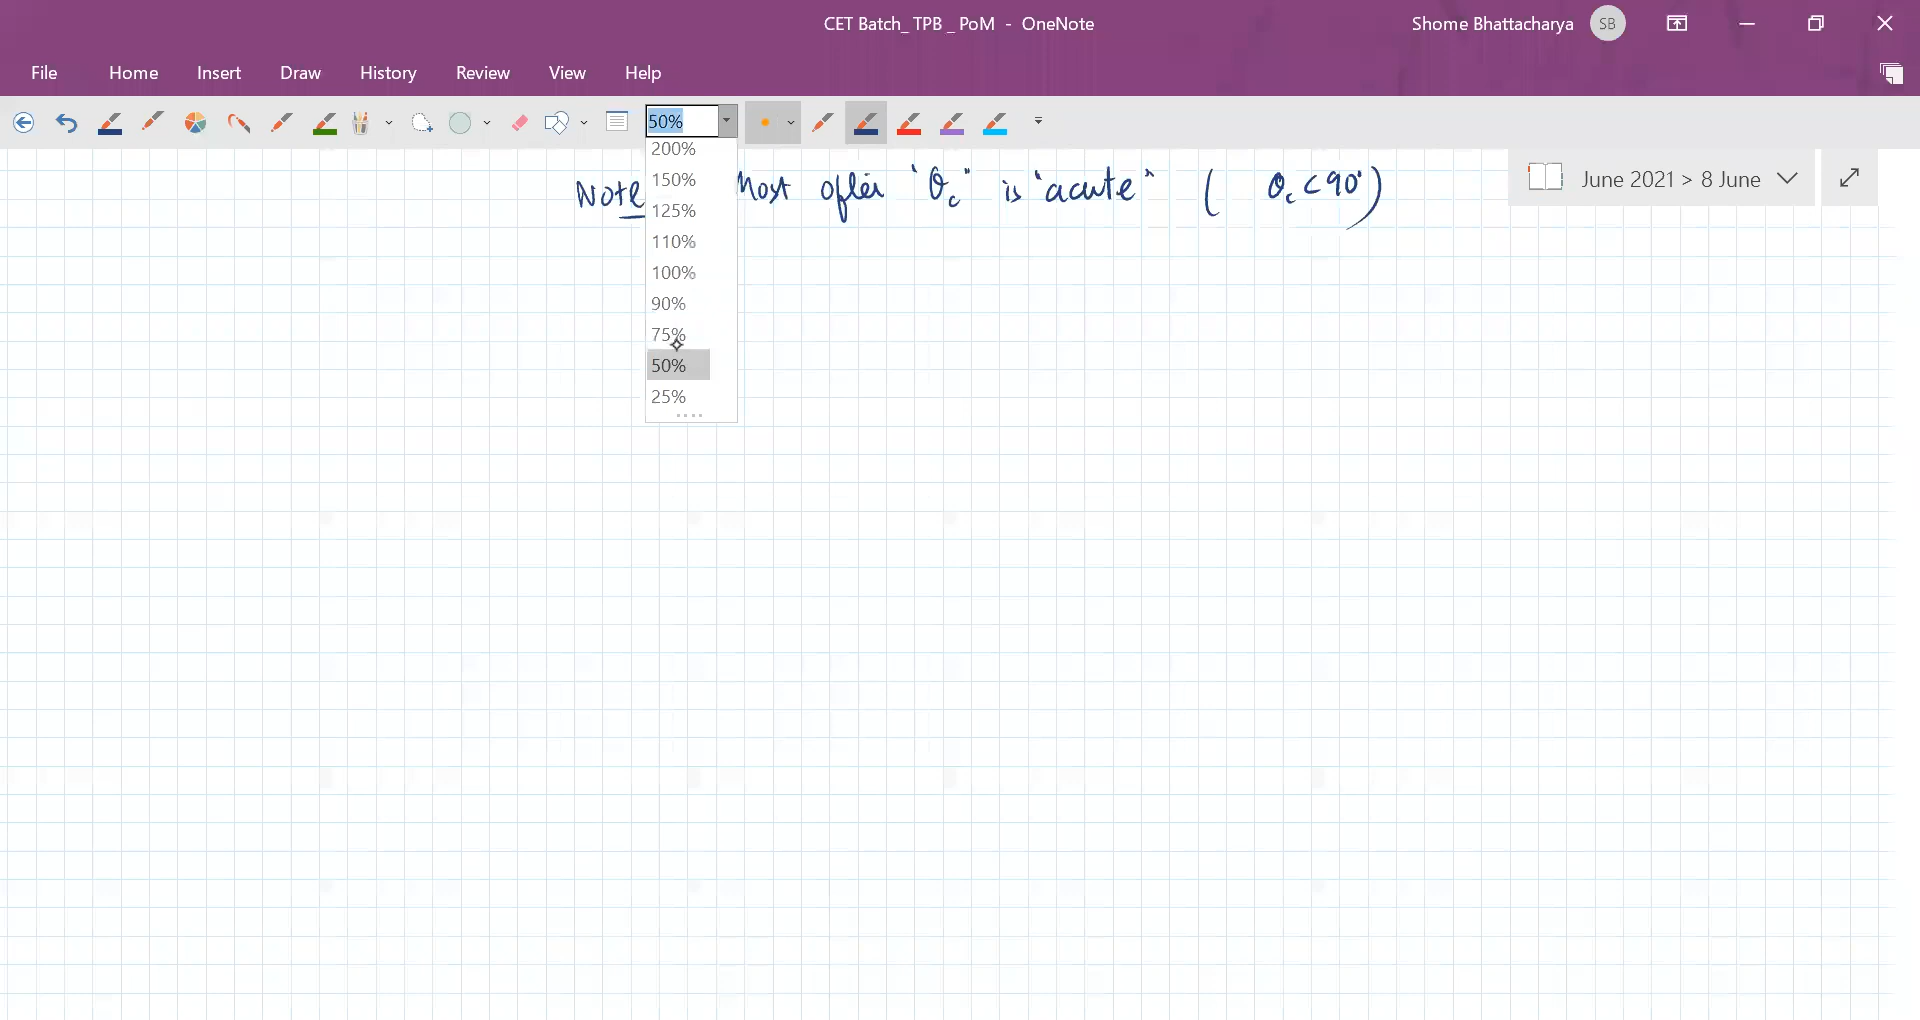 CET Batch_ TPB _ PoM - OneNote
Shome Bhattacharya SB
File Home Insert Draw History Review View Help
50%
200%
150%
125%
110%
100%
90%
75%
50%
25%
Note Most often "θc" is "acute" ( θc < 90°)
June 2021 > 8 June